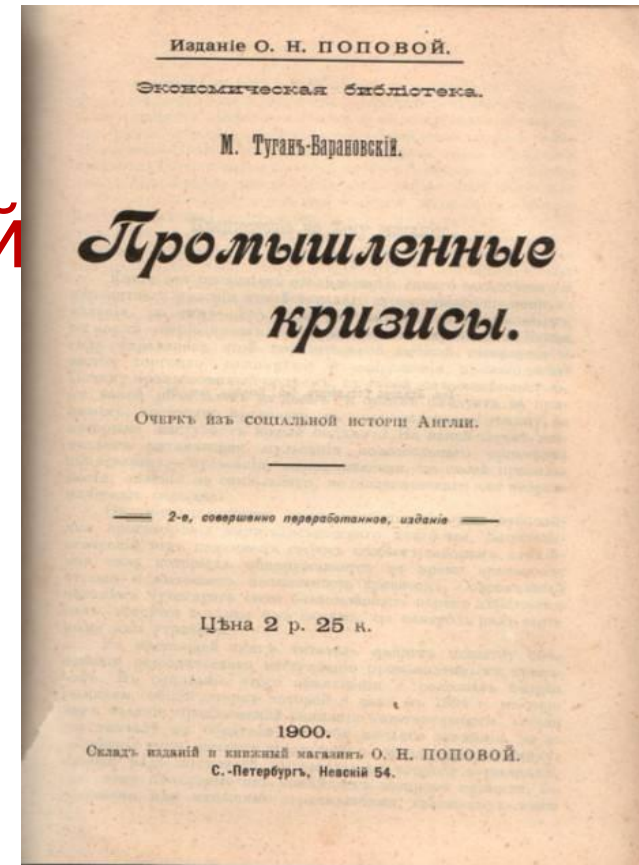 Изданіе О. Н. ПОПОВОЙ.
Экономическая библіотека.
М. Туганъ-Барановскій.
й
Промышленные
кризисы.
Очеркъ изъ соціальной исторіи Англіи.
2-е, совершенно переработанное, изданіе
Цѣна 2 р. 25 к.
1900.
Складъ изданій и книжный магазинъ О. Н. ПОПОВОЙ.
С.-Петербургъ, Невскій 54.